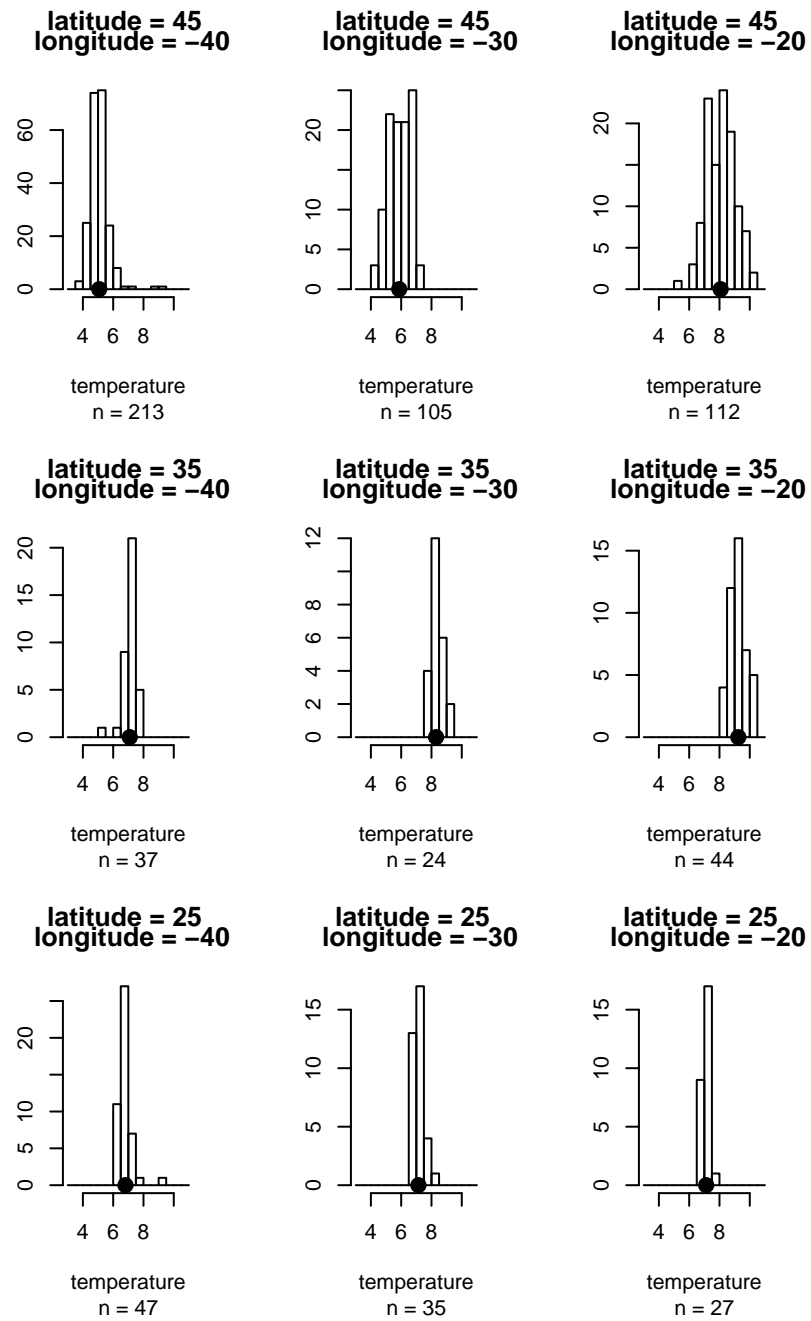 latitude = 45
longitude = −40
0 20 40 60
4 6 8
temperature
n = 213
latitude = 45
longitude = −30
0 5 10 20
4 6 8
temperature
n = 105
latitude = 45
longitude = −20
0 5 10 20
4 6 8
temperature
n = 112
latitude = 35
longitude = −40
0 5 10 15 20
4 6 8
temperature
n = 37
latitude = 35
longitude = −30
0 2 4 6 8 12
4 6 8
temperature
n = 24
latitude = 35
longitude = −20
0 5 10 15
4 6 8
temperature
n = 44
latitude = 25
longitude = −40
0 5 10 20
4 6 8
temperature
n = 47
latitude = 25
longitude = −30
0 5 10 15
4 6 8
temperature
n = 35
latitude = 25
longitude = −20
0 5 10 15
4 6 8
temperature
n = 27